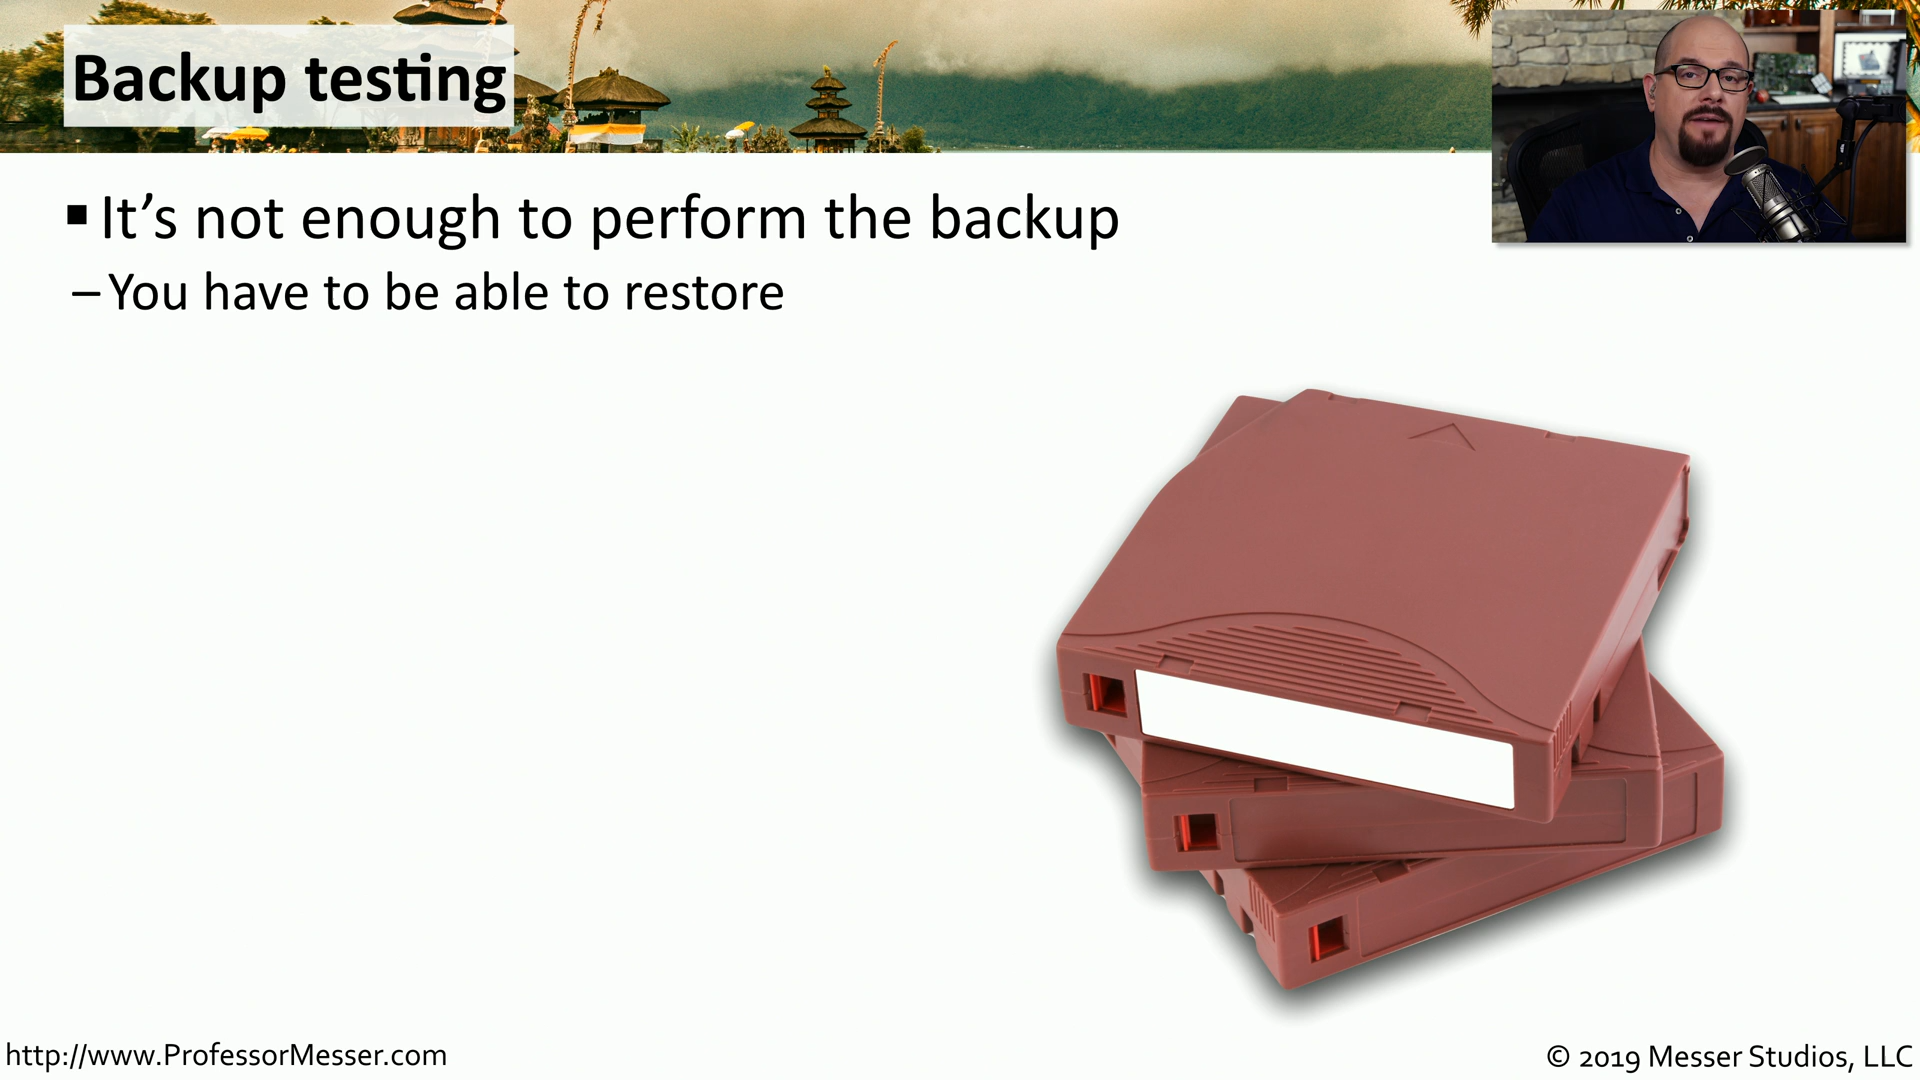 Backup testing
▪ It’s not enough to perform the backup
– You have to be able to restore
http://www.ProfessorMesser.com
© 2019 Messer Studios, LLC